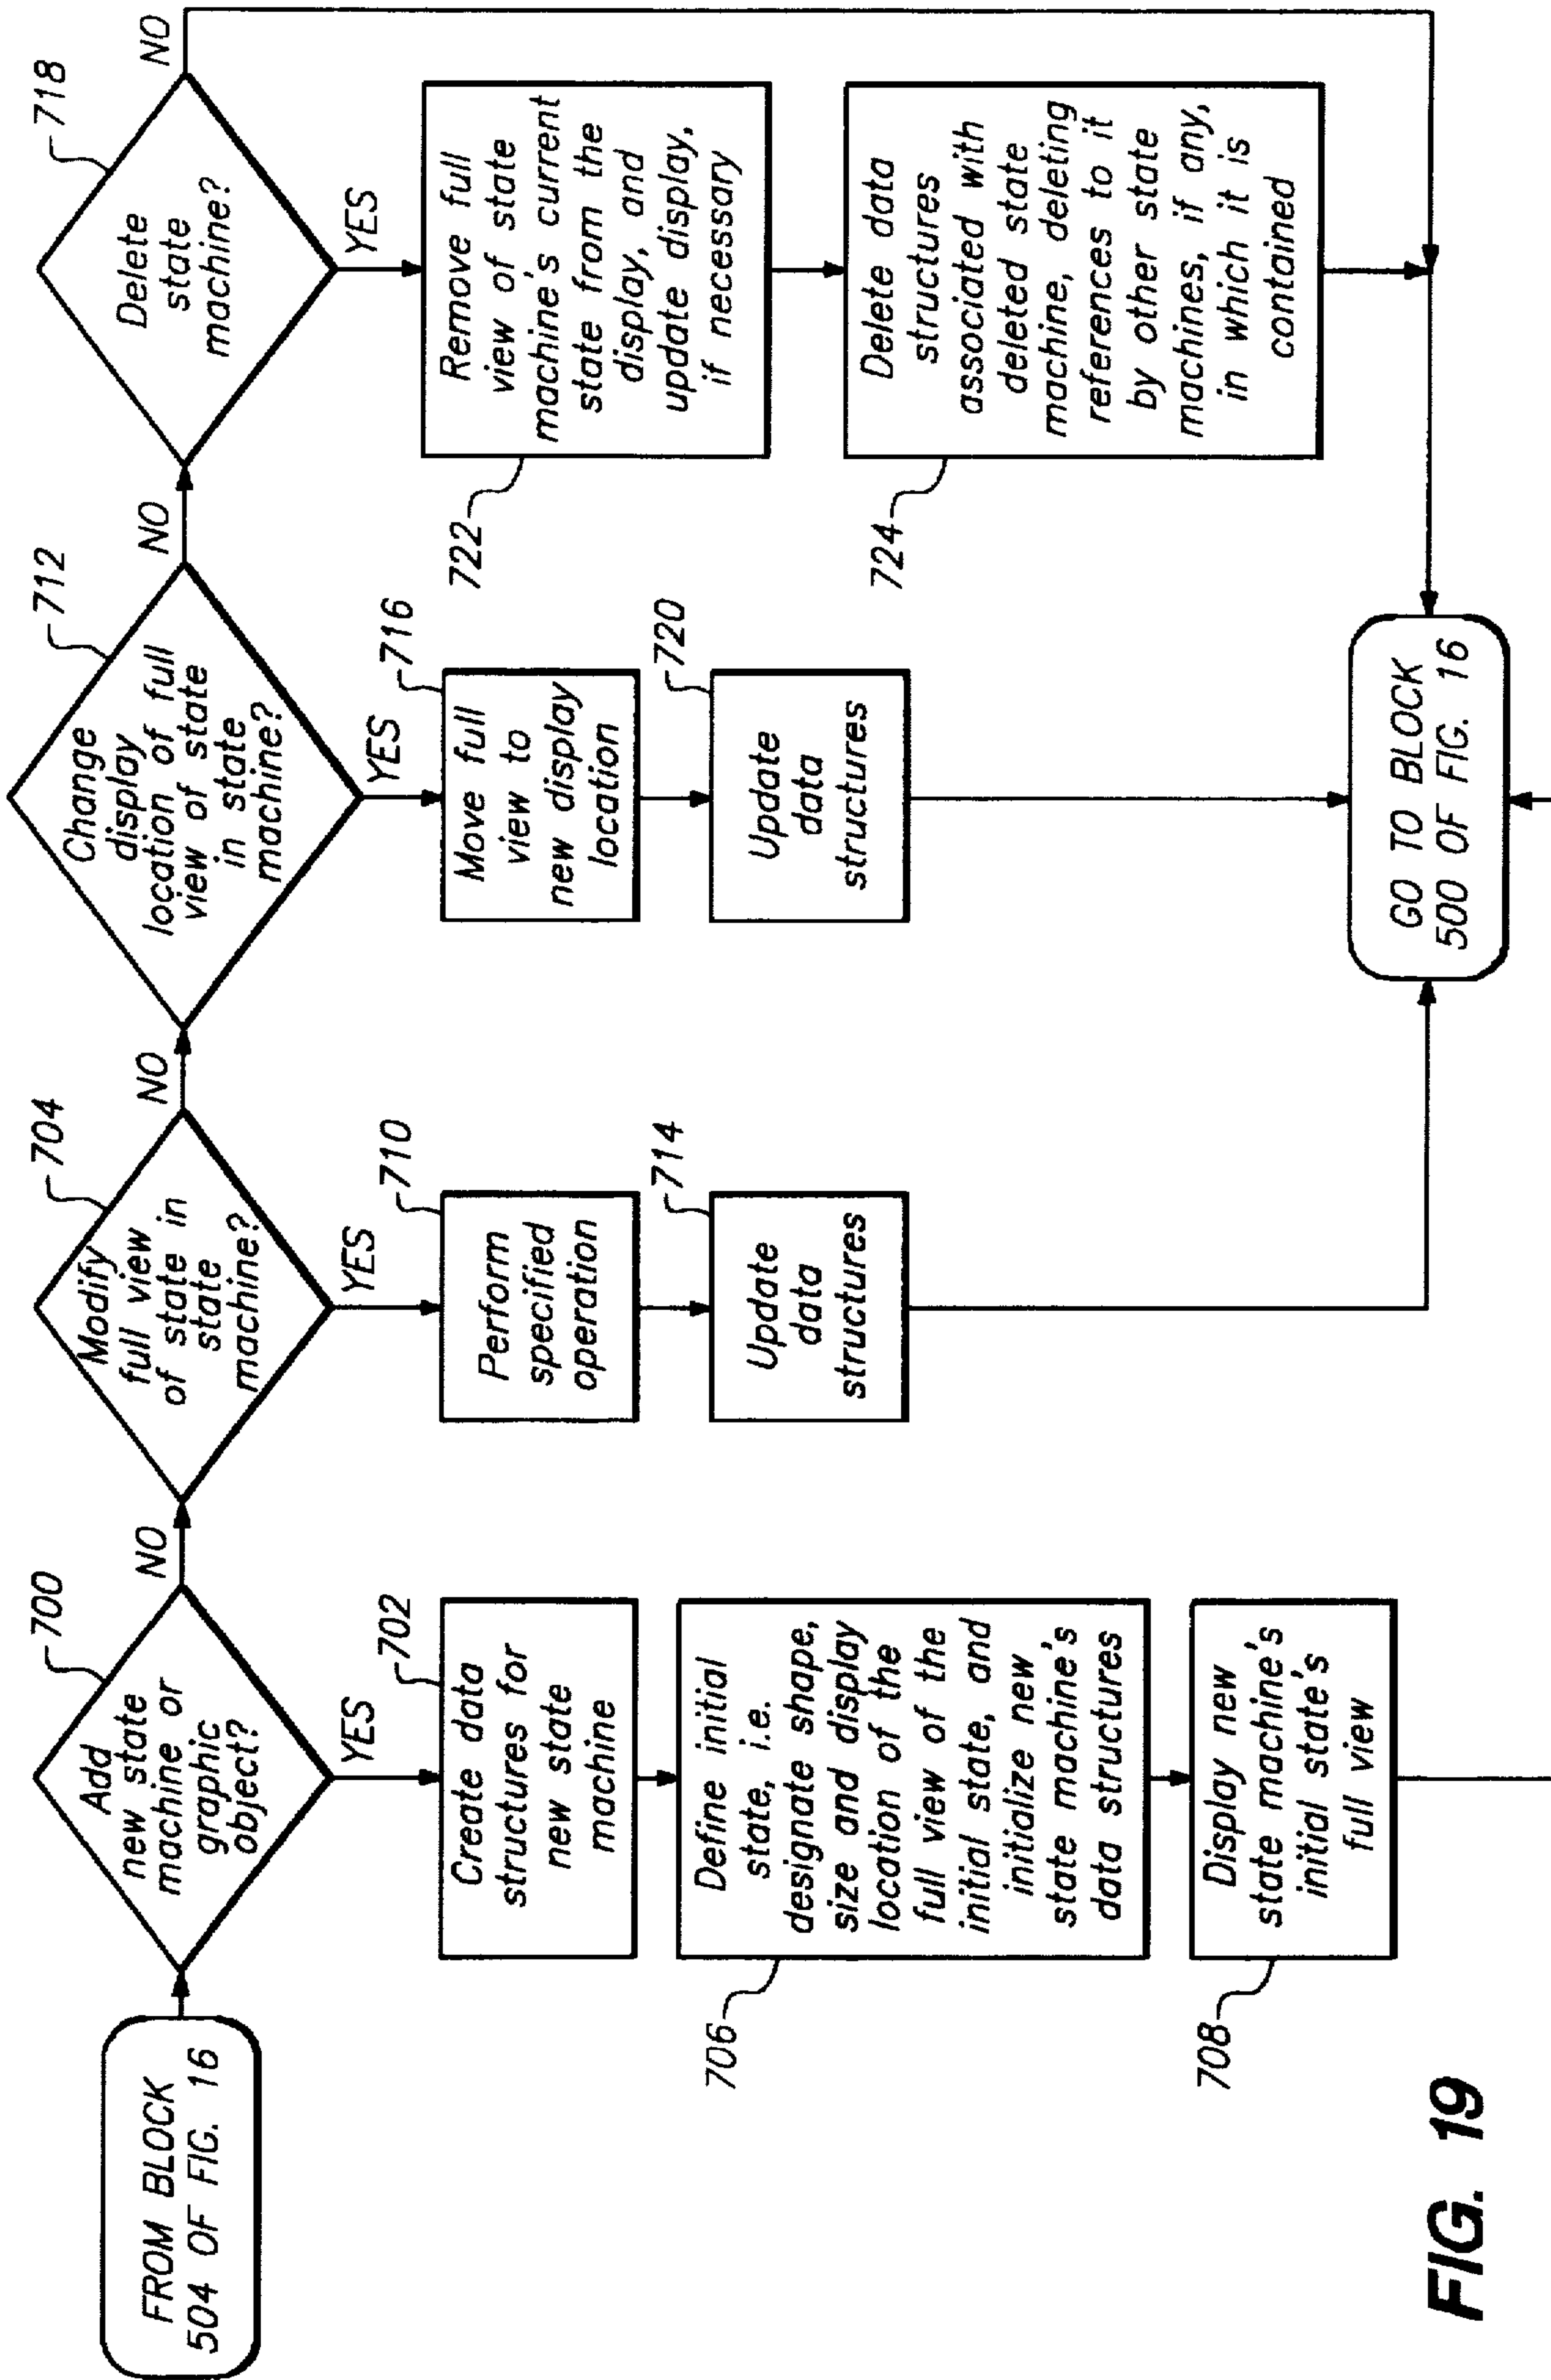 FROM BLOCK
504 OF FIG. 16
Add
new state
machine or
graphic
object?
700
NO
YES
Create data
structures for
new state
machine
702
Define initial
state, i.e.
designate shape,
size and display
location of the
full view of the
initial state, and
initialize new
state machine's
data structures
706
Display new
state machine's
initial state's
full view
708
Modify
full view
of state in
state
machine?
704
NO
YES
Perform
specified
operation
710
Update
data
structures
714
Change
display
location of full
view of state
in state
machine?
712
NO
YES
Move full
view to
new display
location
716
Update
data
structures
720
Delete
state
machine?
718
NO
YES
Remove full
view of state
machine's current
state from the
display, and
update display,
if necessary
722
Delete data
structures
associated with
deleted state
machine, deleting
references to it
by other state
machines, if any,
in which it is
contained
724
GO TO BLOCK
500 OF FIG. 16
FIG. 19